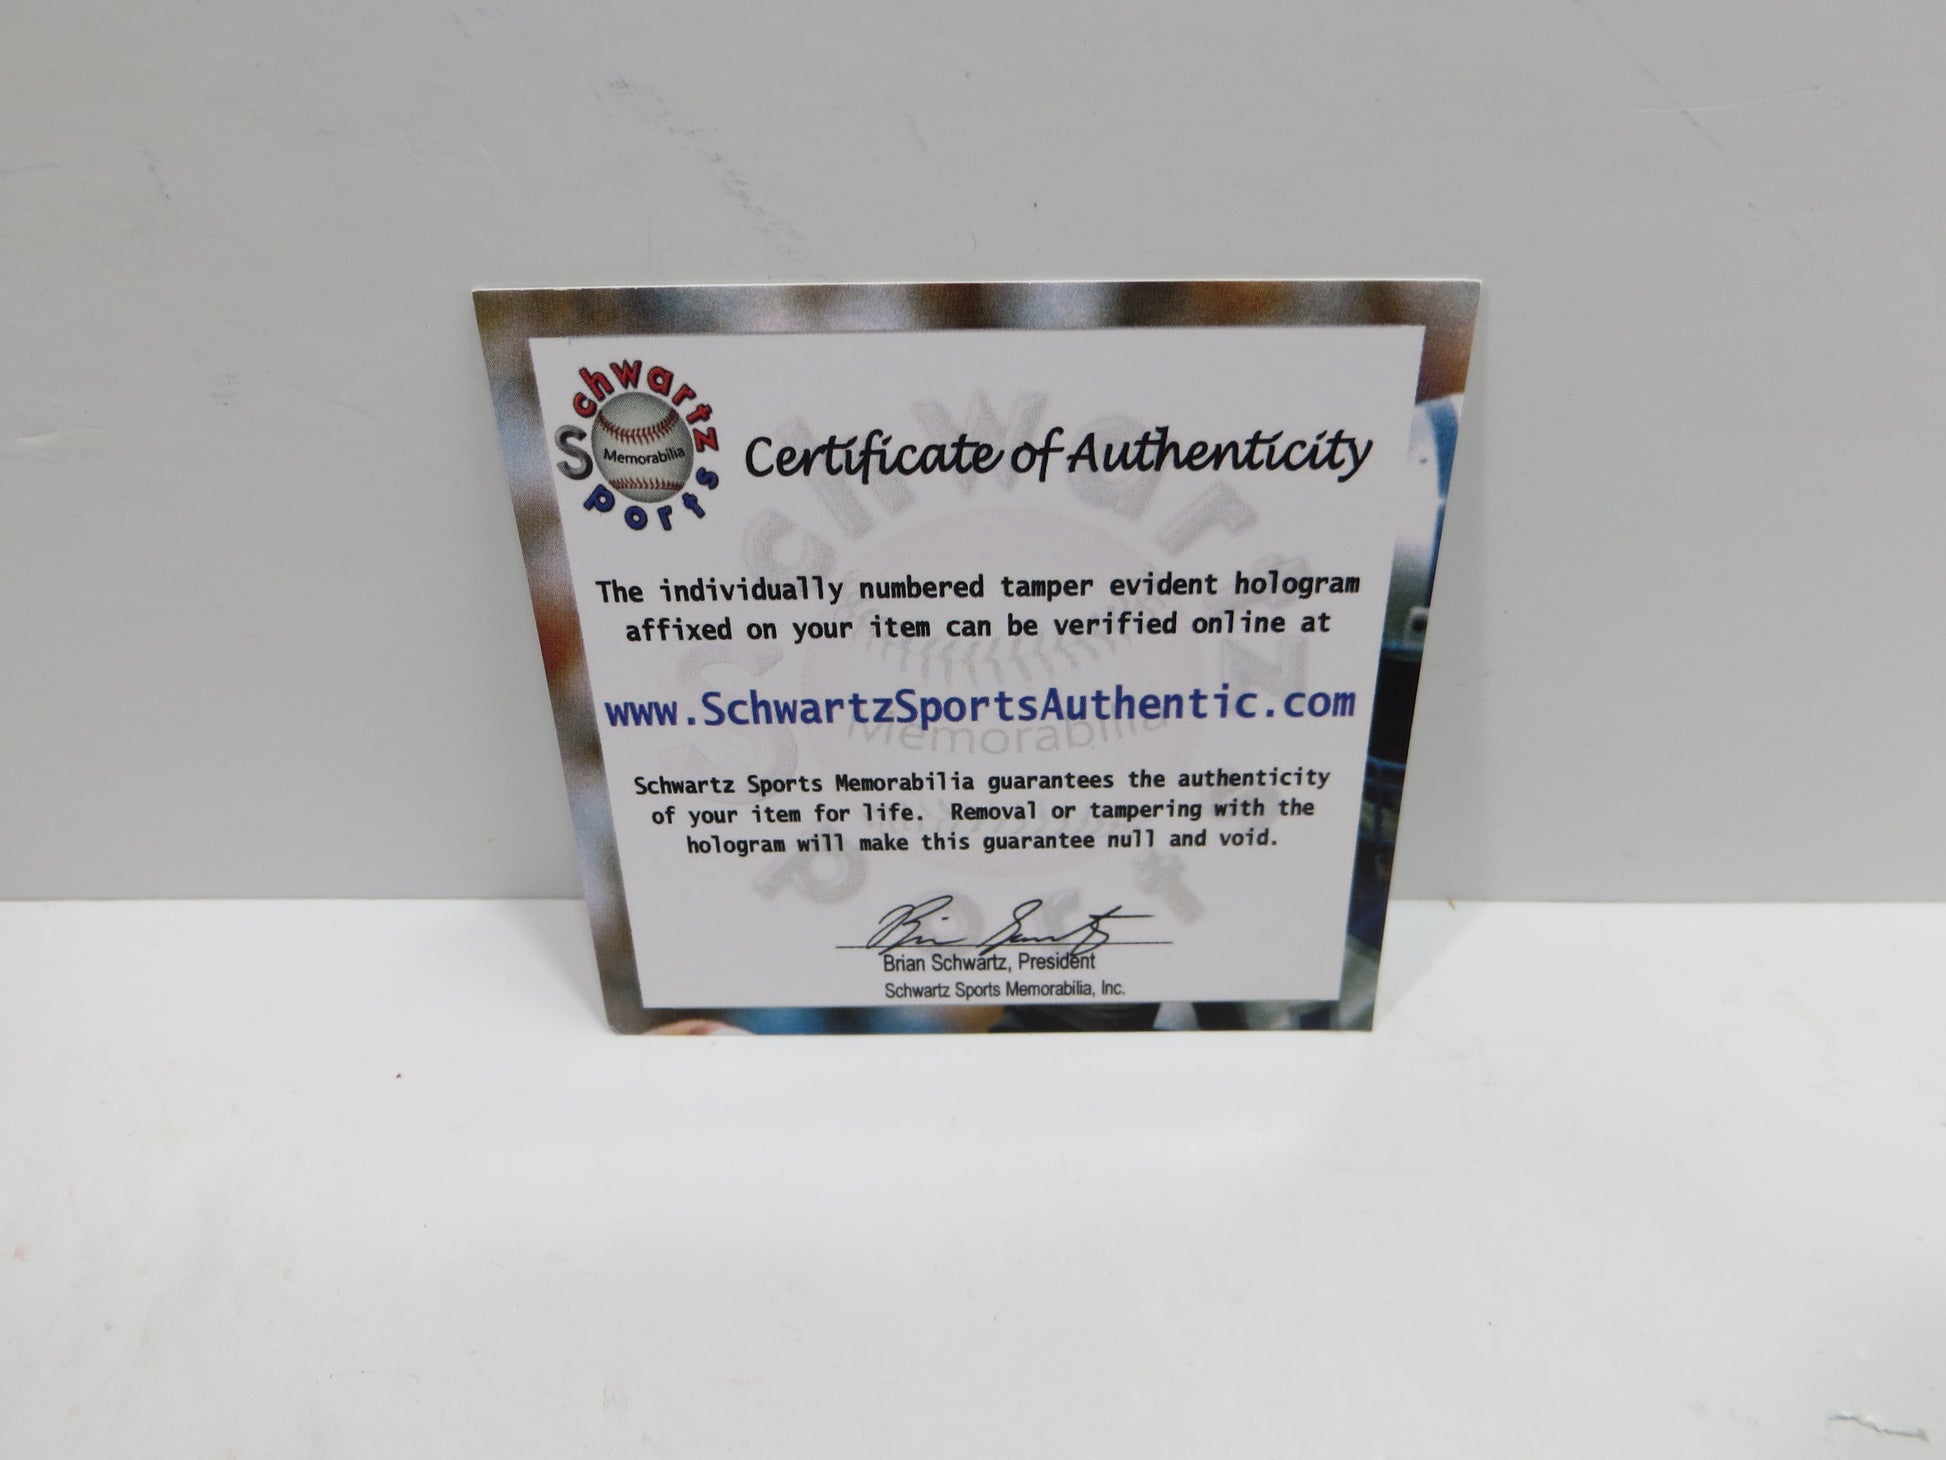 Schwartz
Sports
Memorabilia
Certificate of Authenticity
The individually numbered tamper evident hologram
affixed on your item can be verified online at
www.SchwartzSportsAuthentic.com
Schwartz Sports Memorabilia guarantees the authenticity
of your item for life. Removal or tampering with the
hologram will make this guarantee null and void.
Brian Schwartz
Brian Schwartz, President
Schwartz Sports Memorabilia, Inc.